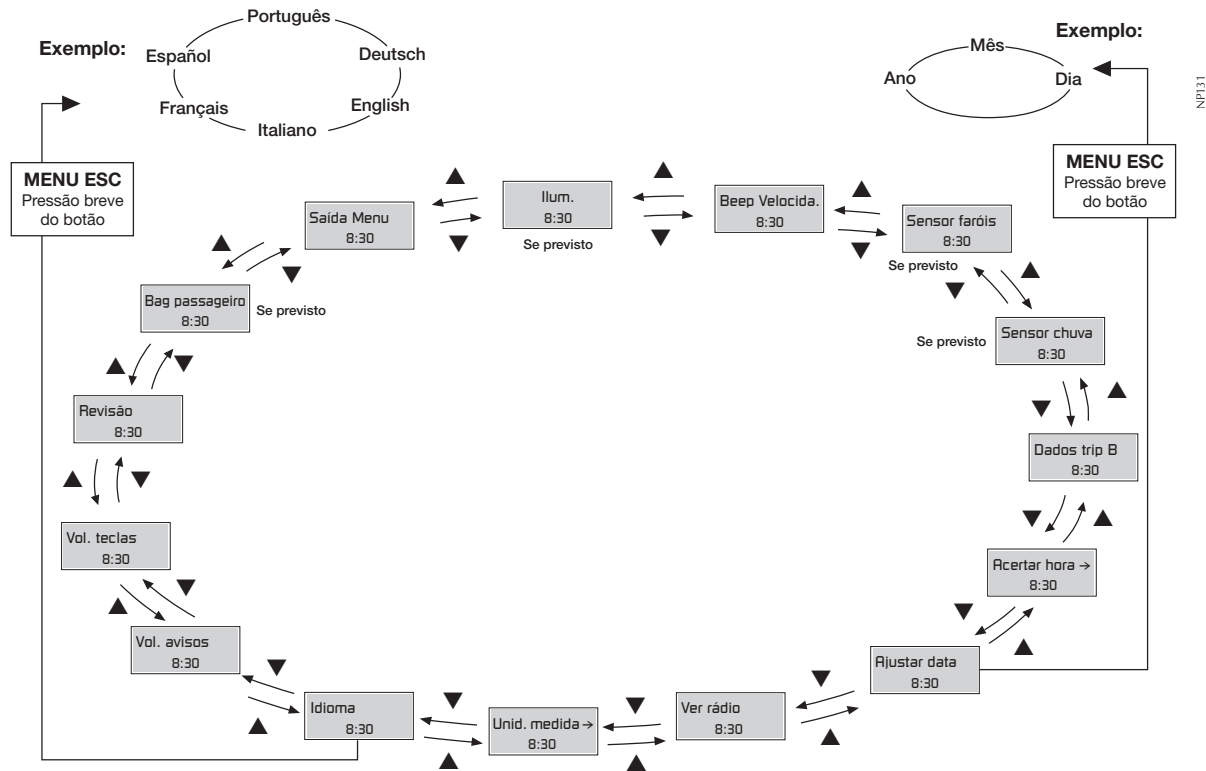 Exemplo:
Português
Español
Deutsch
Français
English
Italiano
Exemplo:
Mês
Ano
Dia
NPI31
MENU ESC
Pressão breve
do botão
MENU ESC
Pressão breve
do botão
Saída Menu
8:30
Ilum.
8:30
Se previsto
Beep Velocida.
8:30
Sensor faróis
8:30
Se previsto
Sensor chuva
8:30
Se previsto
Dados trip B
8:30
Acertar hora →
8:30
Ajustar data
8:30
Ver rádio
8:30
Unid. medida →
8:30
Idioma
8:30
Vol. avisos
8:30
Vol. teclas
8:30
Revisão
8:30
Bag passageiro
8:30
Se previsto